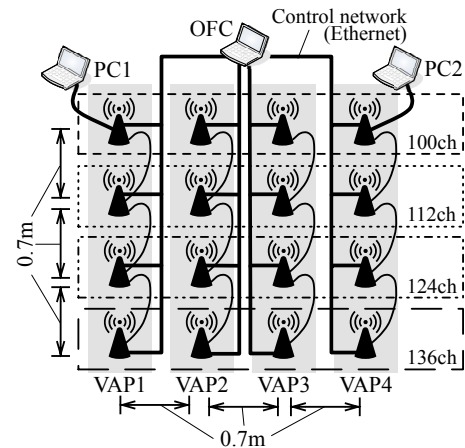 OFC
Control network
(Ethernet)
PC1
PC2
100ch
112ch
124ch
136ch
0.7m
VAP1
VAP2
VAP3
VAP4
0.7m